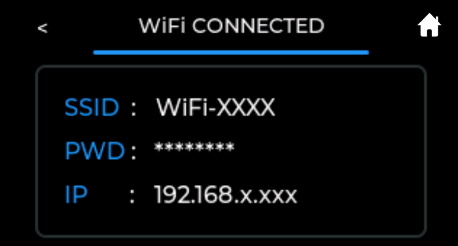 < WiFi CONNECTED
SSID : WiFi-XXXX
PWD : ********
IP : 192.168.x.xxx